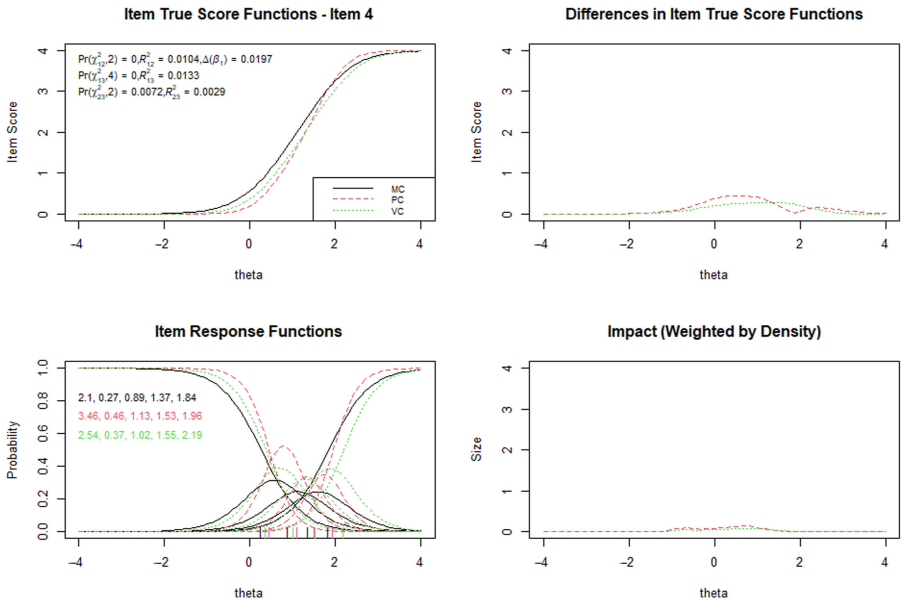 Item True Score Functions - Item 4
Pr(χ²₁₂,2) = 0,R²₁₂ = 0.0104,Δ(β₁) = 0.0197
Pr(χ²₁₃,4) = 0,R²₁₃ = 0.0133
Pr(χ²₂₃,2) = 0.0072,R²₂₃ = 0.0029
Item Score
4
3
2
1
0
MC
PC
VC
−4 −2 0 2 4
theta
Differences in Item True Score Functions
Item Score
4
3
2
1
0
−4 −2 0 2 4
theta
Item Response Functions
Probability
1.0
0.8
0.6
0.4
0.2
0.0
2.1, 0.27, 0.89, 1.37, 1.84
3.46, 0.46, 1.13, 1.53, 1.96
2.54, 0.37, 1.02, 1.55, 2.19
−4 −2 0 2 4
theta
Impact (Weighted by Density)
Size
4
3
2
1
0
−4 −2 0 2 4
theta